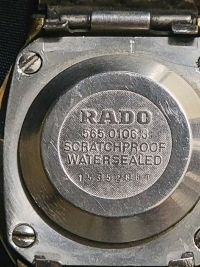 RADO
565.0106.3
SCRATCHPROOF
WATERSEALED